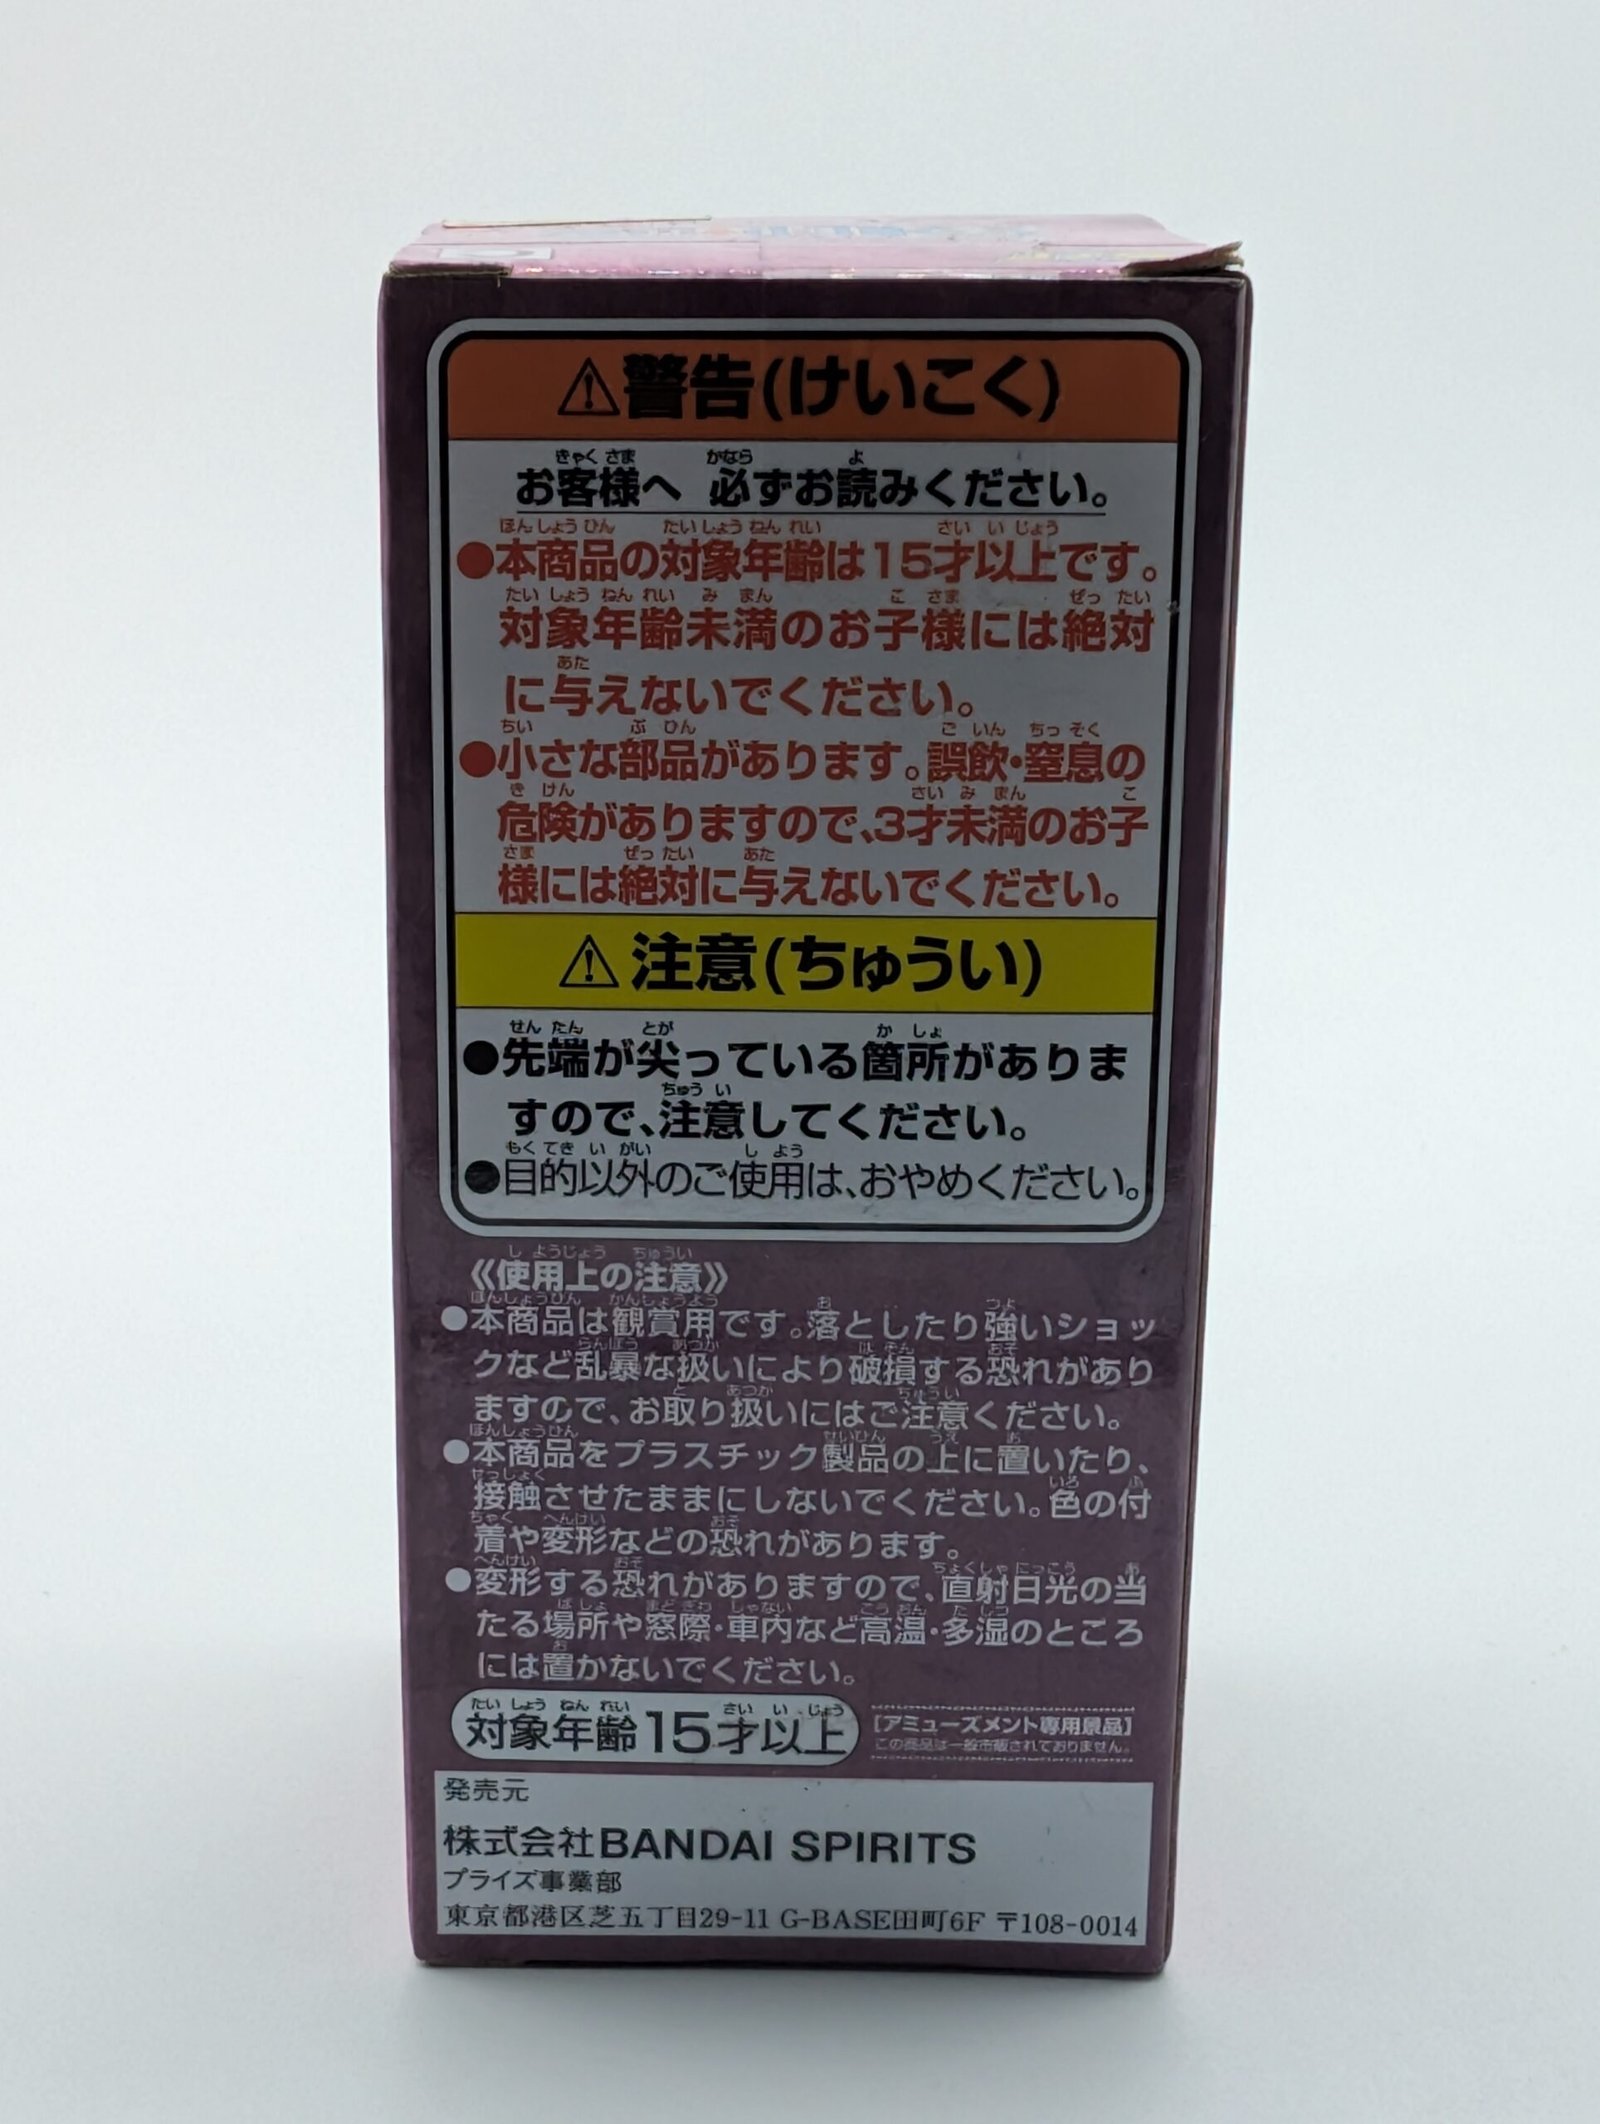 ⚠警告(けいこく)
お客様へ 必ずお読みください。
●本商品の対象年齢は15才以上です。
対象年齢未満のお子様には絶対
に与えないでください。
●小さな部品があります。誤飲・窒息の
危険がありますので、3才未満のお子
様には絶対に与えないでください。
⚠注意(ちゅうい)
●先端が尖っている箇所がありま
すので、注意してください。
●目的以外のご使用は、おやめください。
《使用上の注意》
●本商品は観賞用です。落としたり強いショッ
クなど乱暴な扱いにより破損する恐れがあり
ますので、お取り扱いにはご注意ください。
●本商品をプラスチック製品の上に置いたり、
接触させたままにしないでください。色の付
着や変形などの恐れがあります。
●変形する恐れがありますので、直射日光の当
たる場所や窓際・車内など高温・多湿のところ
には置かないでください。
対象年齢15才以上
[アミューズメント専用景品]
この商品は一般市販されておりません。
発売元
株式会社BANDAI SPIRITS
プライズ事業部
東京都港区芝五丁目29-11 G-BASE田町6F 〒108-0014